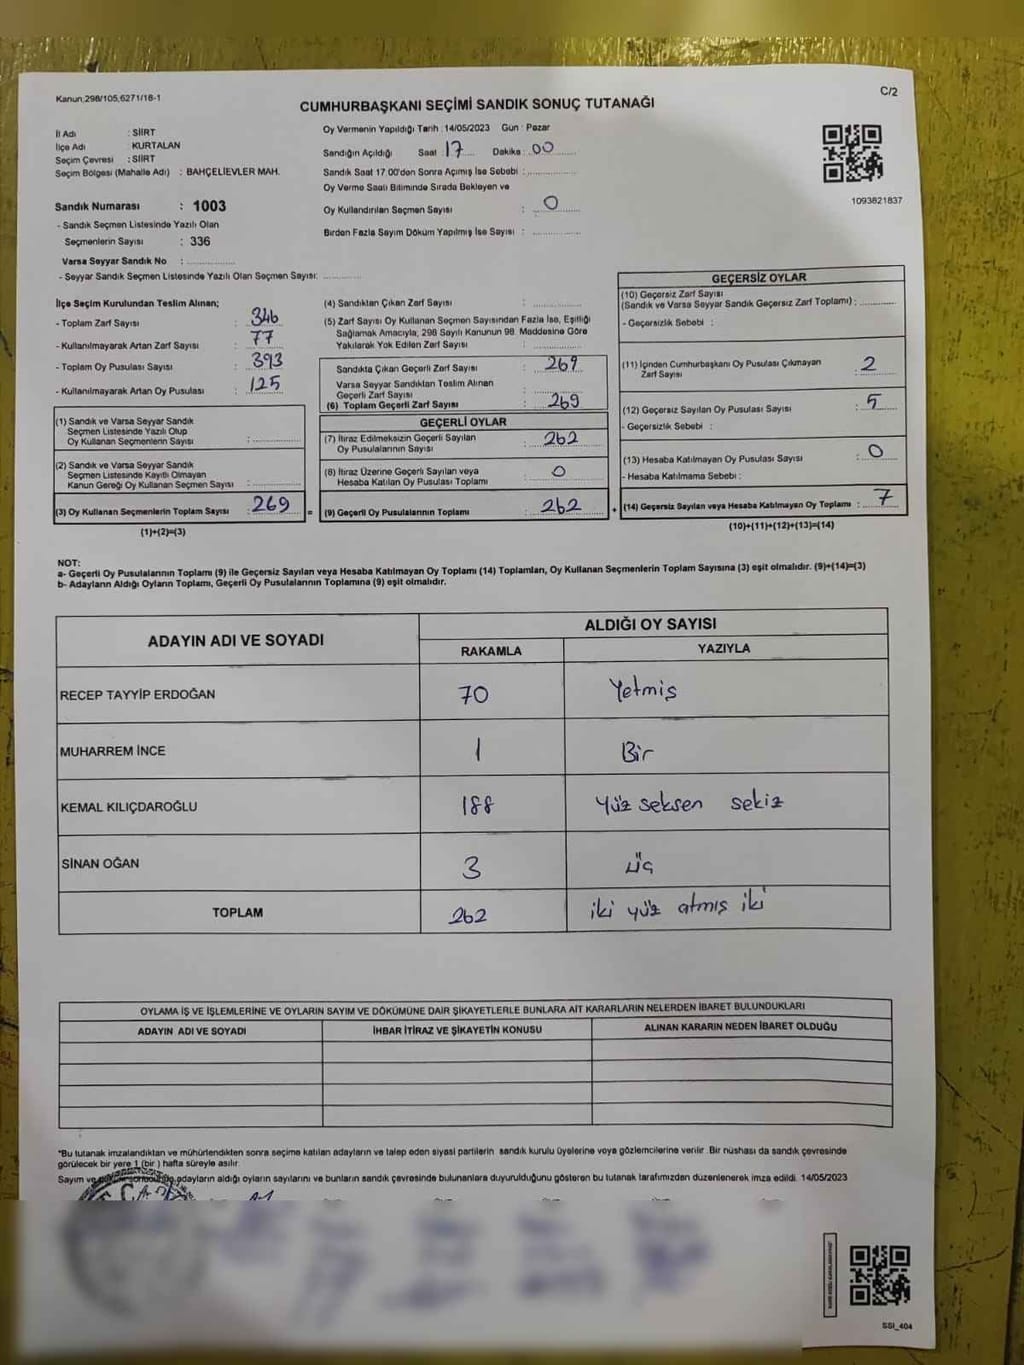 Kanun;298/105,6271/18-1
C/2
CUMHURBAŞKANI SEÇİMİ SANDIK SONUÇ TUTANAĞI
İl Adı : SİİRT
İlçe Adı : KURTALAN
Seçim Çevresi : SİİRT
Seçim Bölgesi (Mahalle Adı) : BAHÇELİEVLER MAH.
Sandık Numarası : 1003
- Sandık Seçmen Listesinde Yazılı Olan
Seçmenlerin Sayısı : 336
Varsa Seyyar Sandık No :
- Seyyar Sandık Seçmen Listesinde Yazılı Olan Seçmen Sayısı:
Oy Vermenin Yapıldığı Tarih : 14/05/2023 Gün : Pazar
Sandığın Açıldığı Saat 17 Dakika : 00
Sandık Saat 17.00'den Sonra Açımış İse Sebebi :
Oy Verme Saati Bitiminde Sırada Bekleyen ve
Oy Kullandırılan Seçmen Sayısı : 0
Birden Fazla Sayım Döküm Yapılmış İse Sayısı :
1093821837
İlçe Seçim Kurulundan Teslim Alınan;
- Toplam Zarf Sayısı : 346
- Kullanılmayarak Artan Zarf Sayısı : 77
- Toplam Oy Pusulası Sayısı : 393
- Kullanılmayarak Artan Oy Pusulası : 125
(1) Sandık ve Varsa Seyyar Sandık
Seçmen Listesinde Yazılı Olup
Oy Kullanan Seçmenlerin Sayısı :
(2) Sandık ve Varsa Seyyar Sandık
Seçmen Listesinde Kayıtlı Olmayan
Kanun Gereği Oy Kullanan Seçmen Sayısı :
(3) Oy Kullanan Seçmenlerin Toplam Sayısı : 269 =
(1)+(2)=(3)
(4) Sandıktan Çıkan Zarf Sayısı :
(5) Zarf Sayısı Oy Kullanan Seçmen Sayısından Fazla İse, Eşitliği
Sağlamak Amacıyla; 298 Sayılı Kanunun 98. Maddesine Göre
Yakılarak Yok Edilen Zarf Sayısı :
Sandıkta Çıkan Geçerli Zarf Sayısı : 269
Varsa Seyyar Sandıktan Teslim Alınan
Geçerli Zarf Sayısı :
(6) Toplam Geçerli Zarf Sayısı : 269
GEÇERLİ OYLAR
(7) İtiraz Edilmeksizin Geçerli Sayılan
Oy Pusulalarının Sayısı : 262
(8) İtiraz Üzerine Geçerli Sayılan veya
Hesaba Katılan Oy Pusulası Toplamı : 0
(9) Geçerli Oy Pusulalarının Toplamı : 262 +
GEÇERSİZ OYLAR
(10) Geçersiz Zarf Sayısı
(Sandık ve Varsa Seyyar Sandık Geçersiz Zarf Toplamı) :
- Geçersizlik Sebebi :
(11) İçinden Cumhurbaşkanı Oy Pusulası Çıkmayan
Zarf Sayısı : 2
(12) Geçersiz Sayılan Oy Pusulası Sayısı : 5
- Geçersizlik Sebebi :
(13) Hesaba Katılmayan Oy Pusulası Sayısı : 0
- Hesaba Katılmama Sebebi :
(14) Geçersiz Sayılan veya Hesaba Katılmayan Oy Toplamı : 7
(10)+(11)+(12)+(13)=(14)
NOT:
a- Geçerli Oy Pusulalarının Toplamı (9) ile Geçersiz Sayılan veya Hesaba Katılmayan Oy Toplamı (14) Toplamları, Oy Kullanan Seçmenlerin Toplam Sayısına (3) eşit olmalıdır. (9)+(14)=(3)
b- Adayların Aldığı Oyların Toplamı, Geçerli Oy Pusulalarının Toplamına (9) eşit olmalıdır.
ADAYIN ADI VE SOYADI
ALDIĞI OY SAYISI
RAKAMLA YAZIYLA
RECEP TAYYİP ERDOĞAN 70 Yetmiş
MUHARREM İNCE 1 Bir
KEMAL KILIÇDAROĞLU 188 yüz seksen sekiz
SİNAN OĞAN 3 üç
TOPLAM 262 iki yüz atmış iki
OYLAMA İŞ VE İŞLEMLERİNE VE OYLARIN SAYIM VE DÖKÜMÜNE DAİR ŞİKAYETLERLE BUNLARA AİT KARARLARIN NELERDEN İBARET BULUNDUKLARI
ADAYIN ADI VE SOYADI İHBAR İTİRAZ VE ŞİKAYETİN KONUSU ALINAN KARARIN NEDEN İBARET OLDUĞU
*Bu tutanak imzalandıktan ve mühürlendikten sonra seçime katılan adayların ve talep eden siyasi partilerin sandık kurulu üyelerine veya gözlemcilerine verilir. Bir nüshası da sandık çevresinde
görülecek bir yere 1 (bir ) hafta süreyle asılır.
Sayım ve adayların aldığı oyların sayılarını ve bunların sandık çevresinde bulunanlara duyurulduğunu gösteren bu tutanak tarafımızdan düzenlenerek imza edildi. 14/05/2023
SSI_404